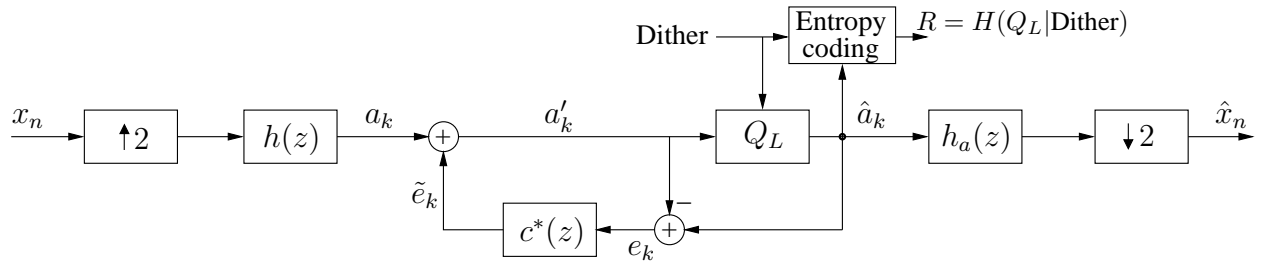 Dither
Entropy
coding
R = H(Q_L|Dither)
x_n
↑2
h(z)
a_k
+
a′_k
Q_L
â_k
h_a(z)
↓2
x̂_n
ẽ_k
c*(z)
e_k
+
−